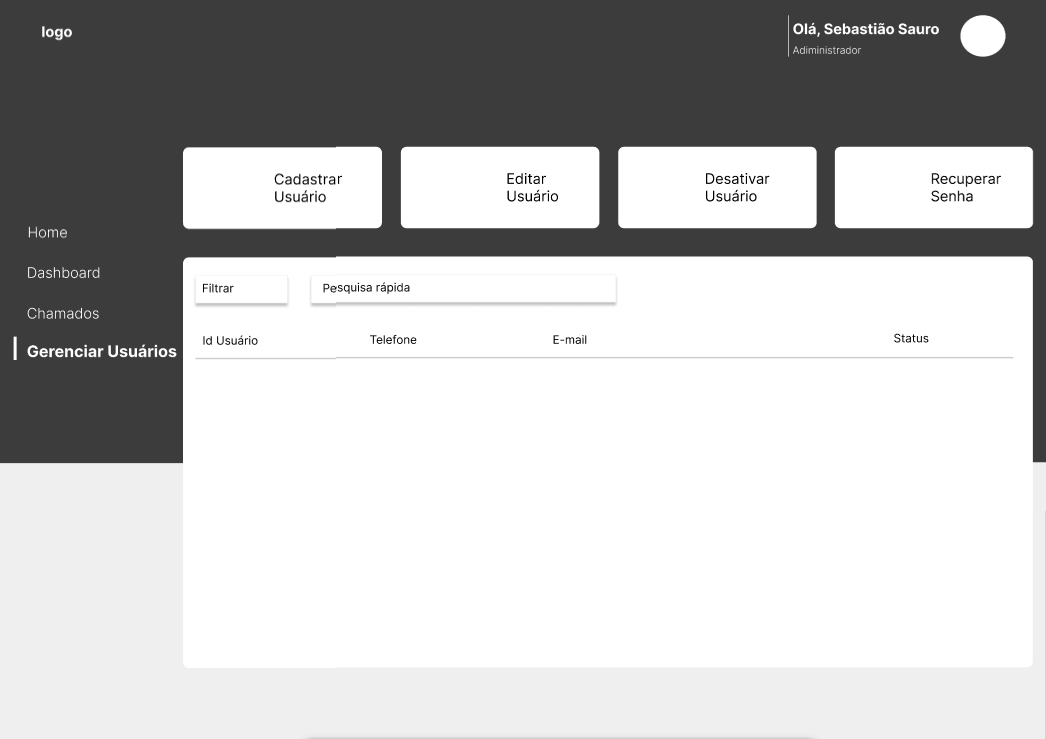 logo
Olá, Sebastião Sauro
Adiministrador
Cadastrar
Usuário
Editar
Usuário
Desativar
Usuário
Recuperar
Senha
Home
Dashboard
Chamados
Gerenciar Usuários
Filtrar
Pesquisa rápida
Id Usuário
Telefone
E-mail
Status